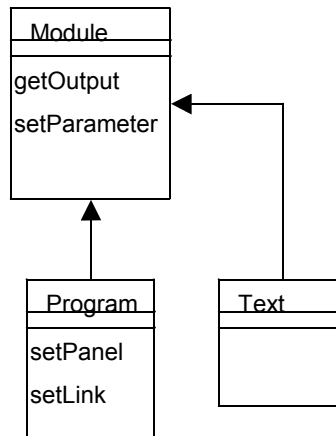 Module
getOutput
setParameter
Program
setPanel
setLink
Text